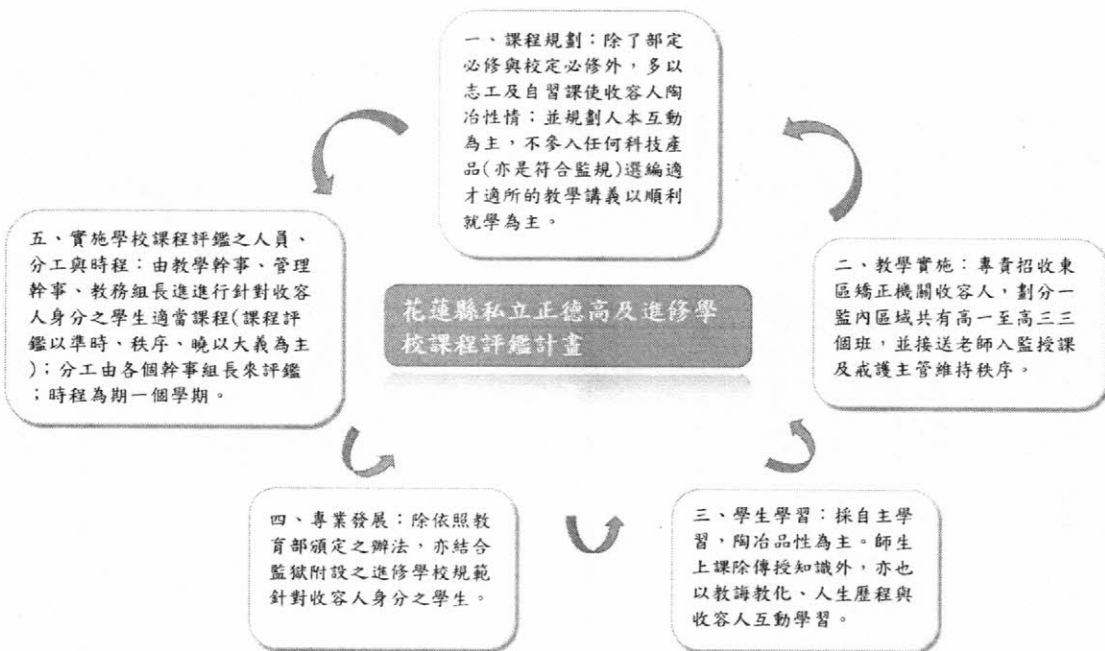 一、課程規劃：除了部定
必修與校定必修外，多以
志工及自習課使收容人陶
冶性情；並規劃人本互動
為主，不參入任何科技產
品(亦是符合監規)選編適
才適所的教學講義以順利
就學為主。
五、實施學校課程評鑑之人員、
分工與時程：由教學幹事、管理
幹事、教務組長進進行針對收容
人身分之學生適當課程(課程評
鑑以準時、秩序、曉以大義為主
)；分工由各個幹事組長來評鑑
；時程為期一個學期。
花蓮縣私立正德高及進修學
校課程評鑑計畫
二、教學實施：專責招收東
區矯正機關收容人，劃分一
監內區域共有高一至高三三
個班，並接送老師入監授課
及戒護主管維持秩序。
四、專業發展：除依照教
育部頒定之辦法，亦結合
監獄附設之進修學校規範
針對收容人身分之學生。
三、學生學習：採自主學
習，陶冶品性為主。師生
上課除傳授知識外，亦也
以教誨教化、人生歷程與
收容人互動學習。